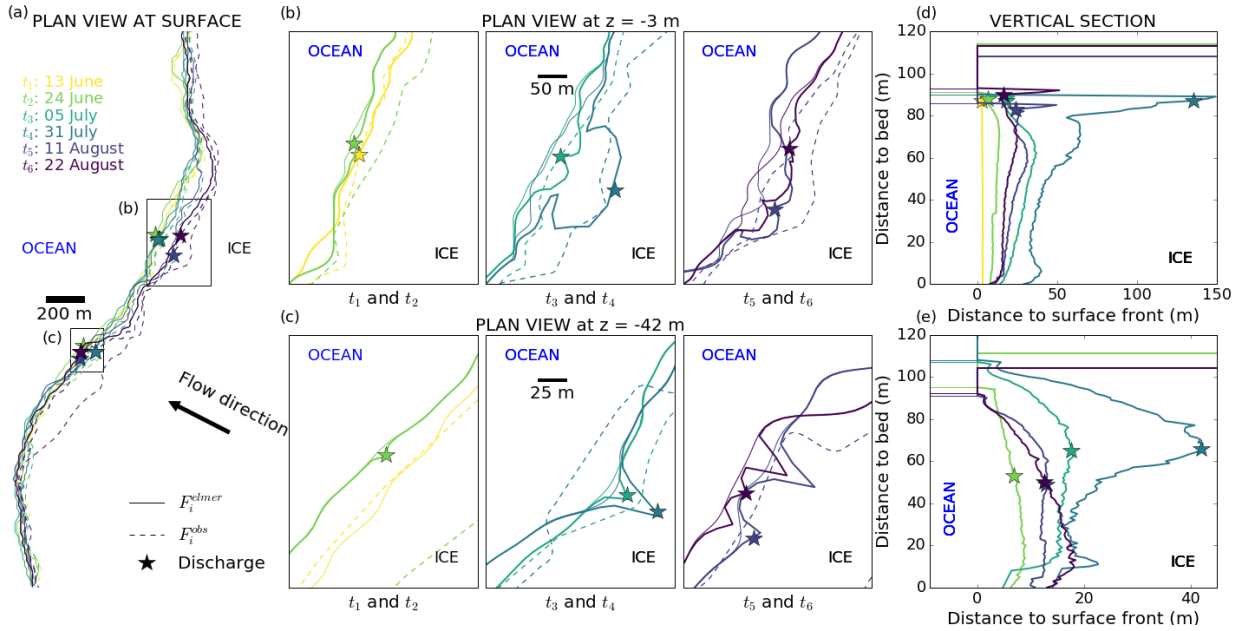 (a)
PLAN VIEW AT SURFACE
t₁: 13 June
t₂: 24 June
t₃: 05 July
t₄: 31 July
t₅: 11 August
t₆: 22 August
(b)
OCEAN
ICE
200 m
(c)
Flow direction
F_i^{elmer}
F_i^{obs}
Discharge
(b)
PLAN VIEW at z = -3 m
OCEAN
ICE
t₁ and t₂
OCEAN
50 m
ICE
t₃ and t₄
OCEAN
ICE
t₅ and t₆
(c)
PLAN VIEW at z = -42 m
OCEAN
ICE
t₁ and t₂
OCEAN
25 m
ICE
t₃ and t₄
OCEAN
ICE
t₅ and t₆
(d)
VERTICAL SECTION
120
100
80
60
40
20
0
Distance to bed (m)
OCEAN
ICE
0 50 100 150
Distance to surface front (m)
(e)
120
100
80
60
40
20
0
Distance to bed (m)
OCEAN
ICE
0 20 40
Distance to surface front (m)